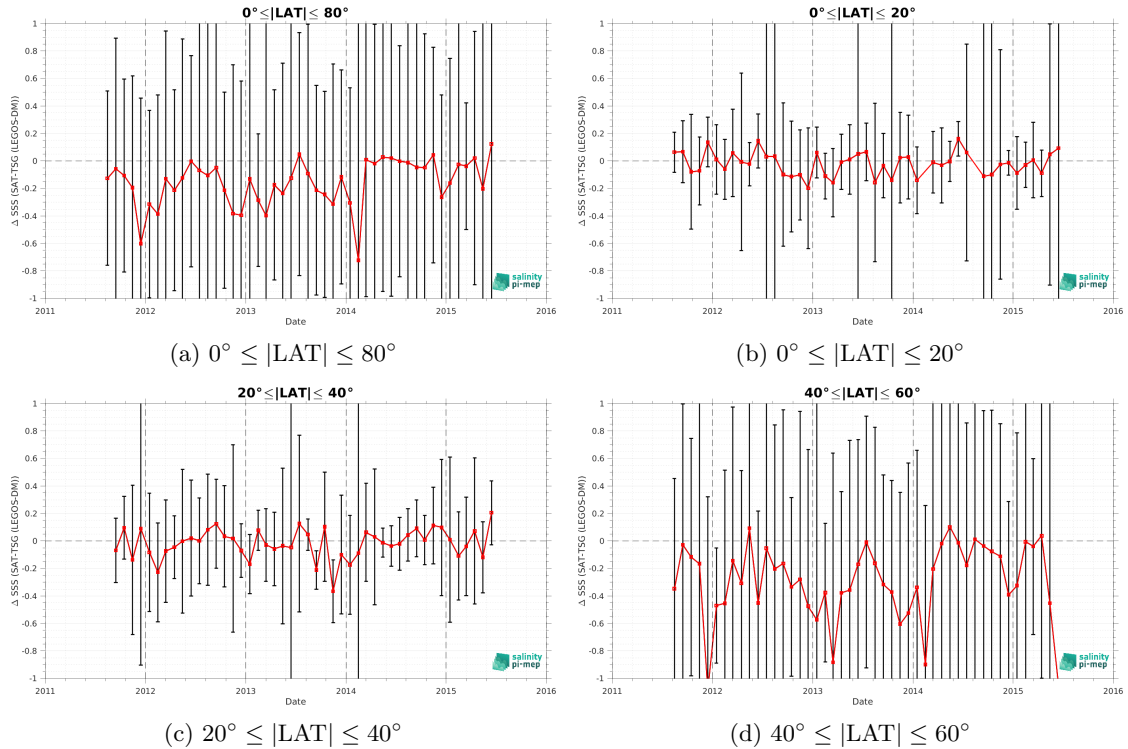 0°≤|LAT|≤ 80°
Δ SSS (SAT-TSG (LEGOS-DM))
1
0.8
0.6
0.4
0.2
0
-0.2
-0.4
-0.6
-0.8
-1
2011 2012 2013 2014 2015 2016
Date
salinity
pi-mep
(a) 0° ≤ |LAT| ≤ 80°
0°≤|LAT|≤ 20°
Δ SSS (SAT-TSG (LEGOS-DM))
1
0.8
0.6
0.4
0.2
0
-0.2
-0.4
-0.6
-0.8
-1
2011 2012 2013 2014 2015 2016
Date
salinity
pi-mep
(b) 0° ≤ |LAT| ≤ 20°
20°≤|LAT|≤ 40°
Δ SSS (SAT-TSG (LEGOS-DM))
1
0.8
0.6
0.4
0.2
0
-0.2
-0.4
-0.6
-0.8
-1
2011 2012 2013 2014 2015 2016
Date
salinity
pi-mep
(c) 20° ≤ |LAT| ≤ 40°
40°≤|LAT|≤ 60°
Δ SSS (SAT-TSG (LEGOS-DM))
1
0.8
0.6
0.4
0.2
0
-0.2
-0.4
-0.6
-0.8
-1
2011 2012 2013 2014 2015 2016
Date
salinity
pi-mep
(d) 40° ≤ |LAT| ≤ 60°